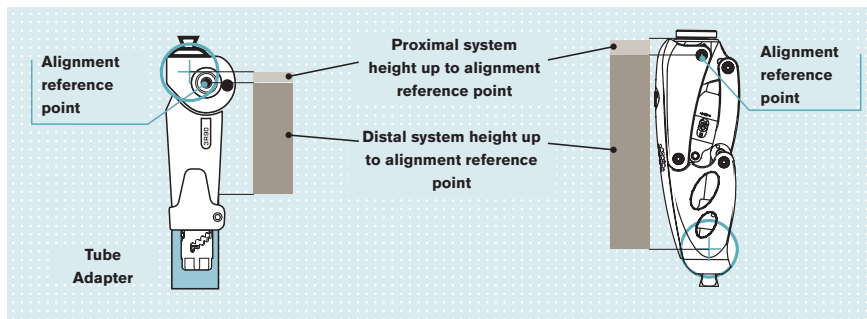 Alignment
reference
point
Proximal system
height up to alignment
reference point
Alignment
reference
point
Distal system height up
to alignment reference
point
3R90
Tube
Adapter